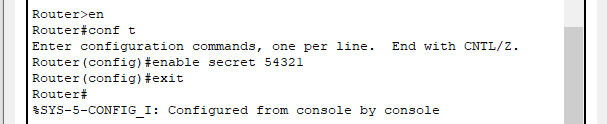 Router>en
Router#conf t
Enter configuration commands, one per line.  End with CNTL/Z.
Router(config)#enable secret 54321
Router(config)#exit
Router#
%SYS-5-CONFIG_I: Configured from console by console